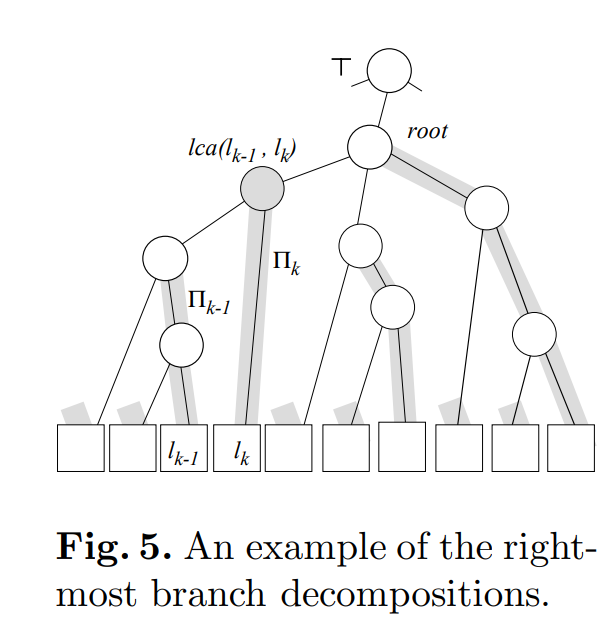 ⊤
root
lca(l_{k-1}, l_k)
Π_k
Π_{k-1}
l_{k-1}
l_k
Fig. 5. An example of the right-
most branch decompositions.